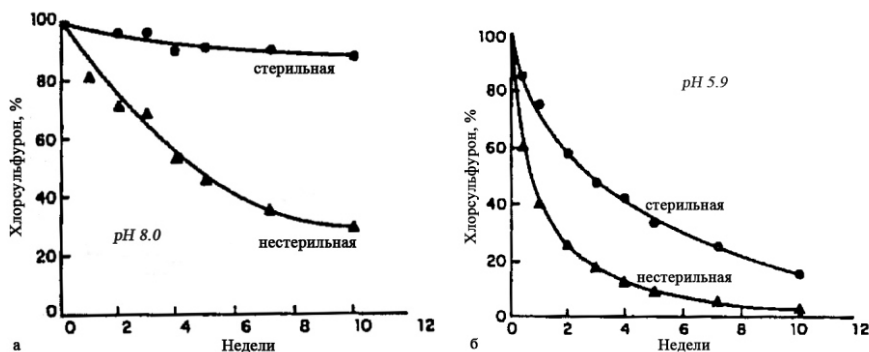 Хлорсульфурон, %
100
80
60
40
20
0
стерильная
нестерильная
pH 8.0
0 2 4 6 8 10 12
Недели
а
Хлорсульфурон, %
100
80
60
40
20
0
pH 5.9
стерильная
нестерильная
0 2 4 6 8 10 12
Недели
б